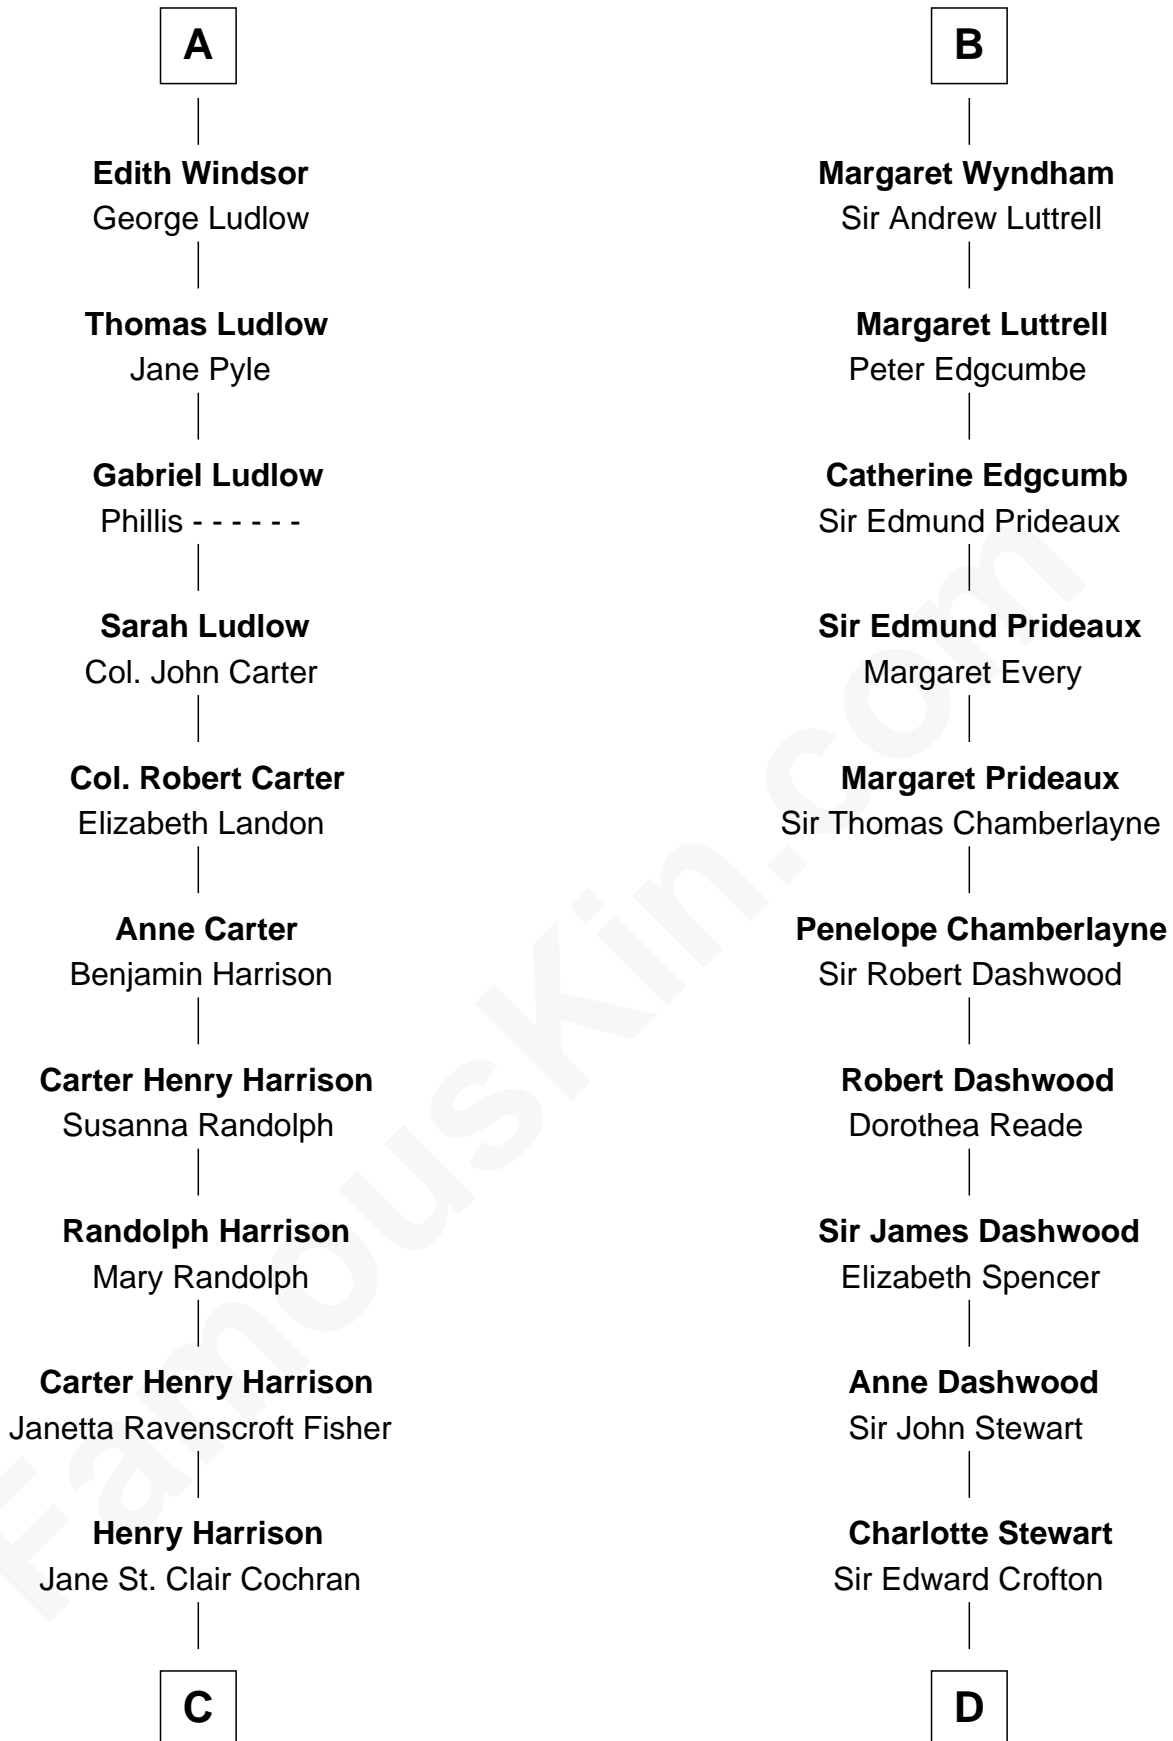 A
Edith Windsor
George Ludlow
Thomas Ludlow
Jane Pyle
Gabriel Ludlow
Phillis - - - - - -
Sarah Ludlow
Col. John Carter
Col. Robert Carter
Elizabeth Landon
Anne Carter
Benjamin Harrison
Carter Henry Harrison
Susanna Randolph
Randolph Harrison
Mary Randolph
Carter Henry Harrison
Janetta Ravenscroft Fisher
Henry Harrison
Jane St. Clair Cochran
C
B
Margaret Wyndham
Sir Andrew Luttrell
Margaret Luttrell
Peter Edgcumbe
Catherine Edgcumb
Sir Edmund Prideaux
Sir Edmund Prideaux
Margaret Every
Margaret Prideaux
Sir Thomas Chamberlayne
Penelope Chamberlayne
Sir Robert Dashwood
Robert Dashwood
Dorothea Reade
Sir James Dashwood
Elizabeth Spencer
Anne Dashwood
Sir John Stewart
Charlotte Stewart
Sir Edward Crofton
D
FamousKin.com